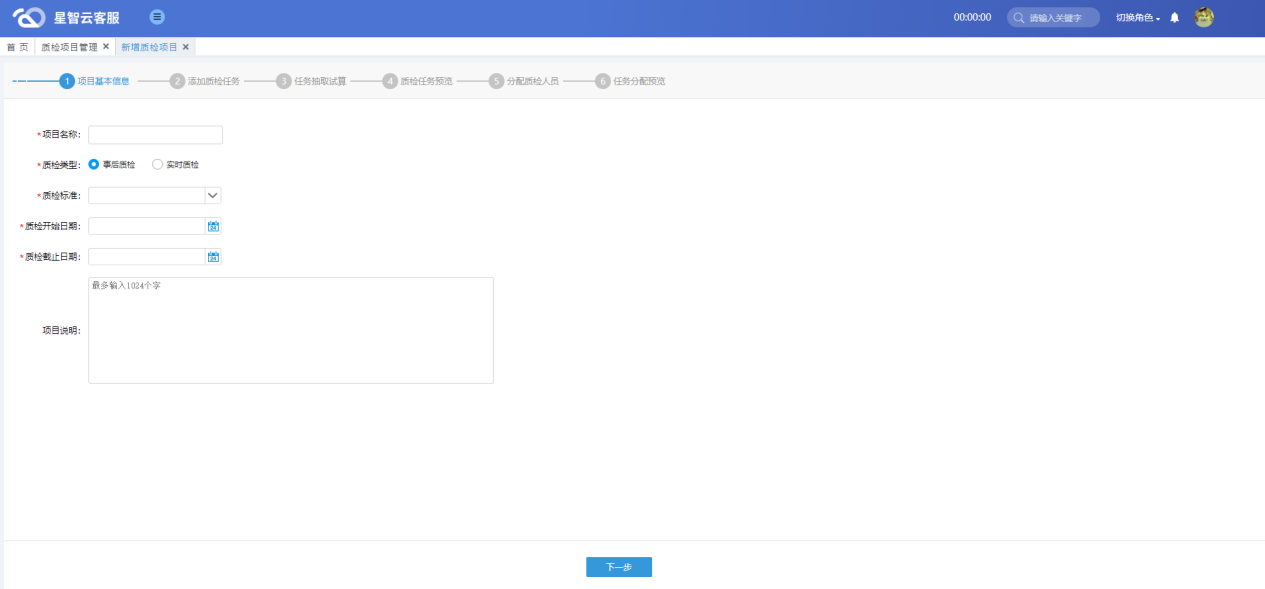 星智云客服 00:00:00 请输入关键字 切换角色
首 页 质检项目管理 × 新增质检项目 ×
1 项目基本信息 2 添加质检任务 3 任务抽取试算 4 质检任务预览 5 分配质检人员 6 任务分配预览
*项目名称:
*质检类型: 事后质检 实时质检
*质检标准:
*质检开始日期: 24
*质检截止日期: 24
最多输入1024个字
项目说明:
下一步